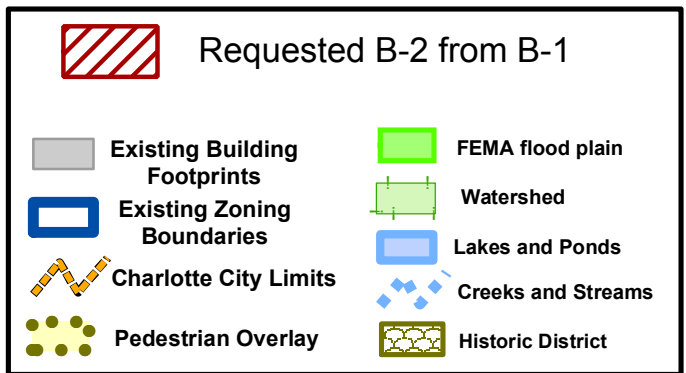 Requested B-2 from B-1
Existing Building
Footprints
Existing Zoning
Boundaries
Charlotte City Limits
Pedestrian Overlay
FEMA flood plain
Watershed
Lakes and Ponds
Creeks and Streams
Historic District